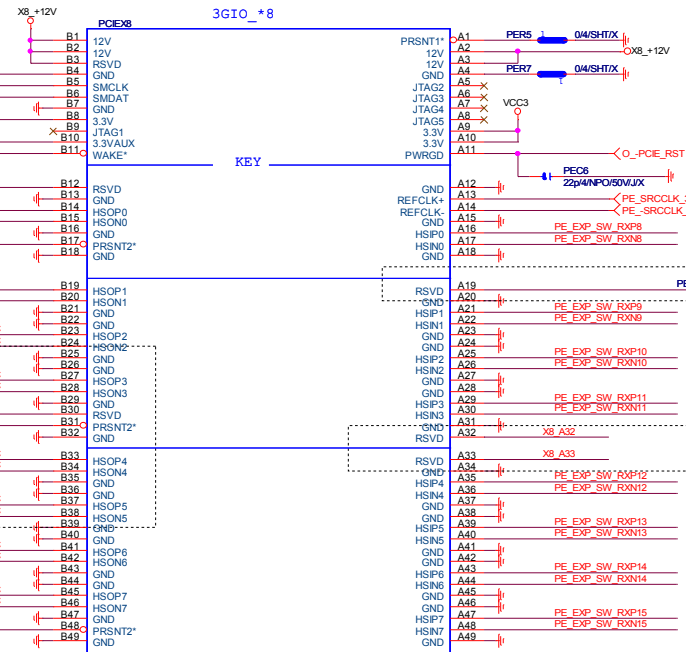 3GIO_*8
X8_+12V
PCIEX8
B1 12V PRSNT1* A1 PER5 1 0/4/SHT/X
B2 12V 12V A2 X8_+12V
B3 RSVD 12V A3
B4 GND GND A4 PER7 1 0/4/SHT/X
B5 SMCLK JTAG2 A5
B6 SMDAT JTAG3 A6
B7 GND JTAG4 A7
B8 3.3V JTAG5 A8 VCC3
B9 JTAG1 3.3V A9
B10 3.3VAUX 3.3V A10
B11 WAKE* PWRGD A11 O_-PCIE_RST
KEY
PEC6
22p/4/NPO/50V/J/X
B12 RSVD GND A12
B13 GND REFCLK+ A13 PE_SRCCLK_
B14 HSOP0 REFCLK- A14 PE_-SRCCLK_
B15 HSON0 GND A15
B16 GND HSIP0 A16 PE_EXP_SW_RXP8
B17 PRSNT2* HSIN0 A17 PE_EXP_SW_RXN8
B18 GND GND A18
B19 HSOP1 RSVD A19 PE
B20 HSON1 GND A20
B21 GND HSIP1 A21 PE_EXP_SW_RXP9
B22 GND HSIN1 A22 PE_EXP_SW_RXN9
B23 HSOP2 GND A23
B24 HSON2 GND A24
B25 GND HSIP2 A25 PE_EXP_SW_RXP10
B26 GND HSIN2 A26 PE_EXP_SW_RXN10
B27 HSOP3 GND A27
B28 HSON3 GND A28
B29 GND HSIP3 A29 PE_EXP_SW_RXP11
B30 RSVD HSIN3 A30 PE_EXP_SW_RXN11
B31 PRSNT2* GND A31
B32 GND RSVD A32 X8_A32
B33 HSOP4 RSVD A33 X8_A33
B34 HSON4 GND A34
B35 GND HSIP4 A35 PE_EXP_SW_RXP12
B36 GND HSIN4 A36 PE_EXP_SW_RXN12
B37 HSOP5 GND A37
B38 HSON5 GND A38
B39 GND HSIP5 A39 PE_EXP_SW_RXP13
B40 GND HSIN5 A40 PE_EXP_SW_RXN13
B41 HSOP6 GND A41
B42 HSON6 GND A42
B43 GND HSIP6 A43 PE_EXP_SW_RXP14
B44 GND HSIN6 A44 PE_EXP_SW_RXN14
B45 HSOP7 GND A45
B46 HSON7 GND A46
B47 GND HSIP7 A47 PE_EXP_SW_RXP15
B48 PRSNT2* HSIN7 A48 PE_EXP_SW_RXN15
B49 GND GND A49